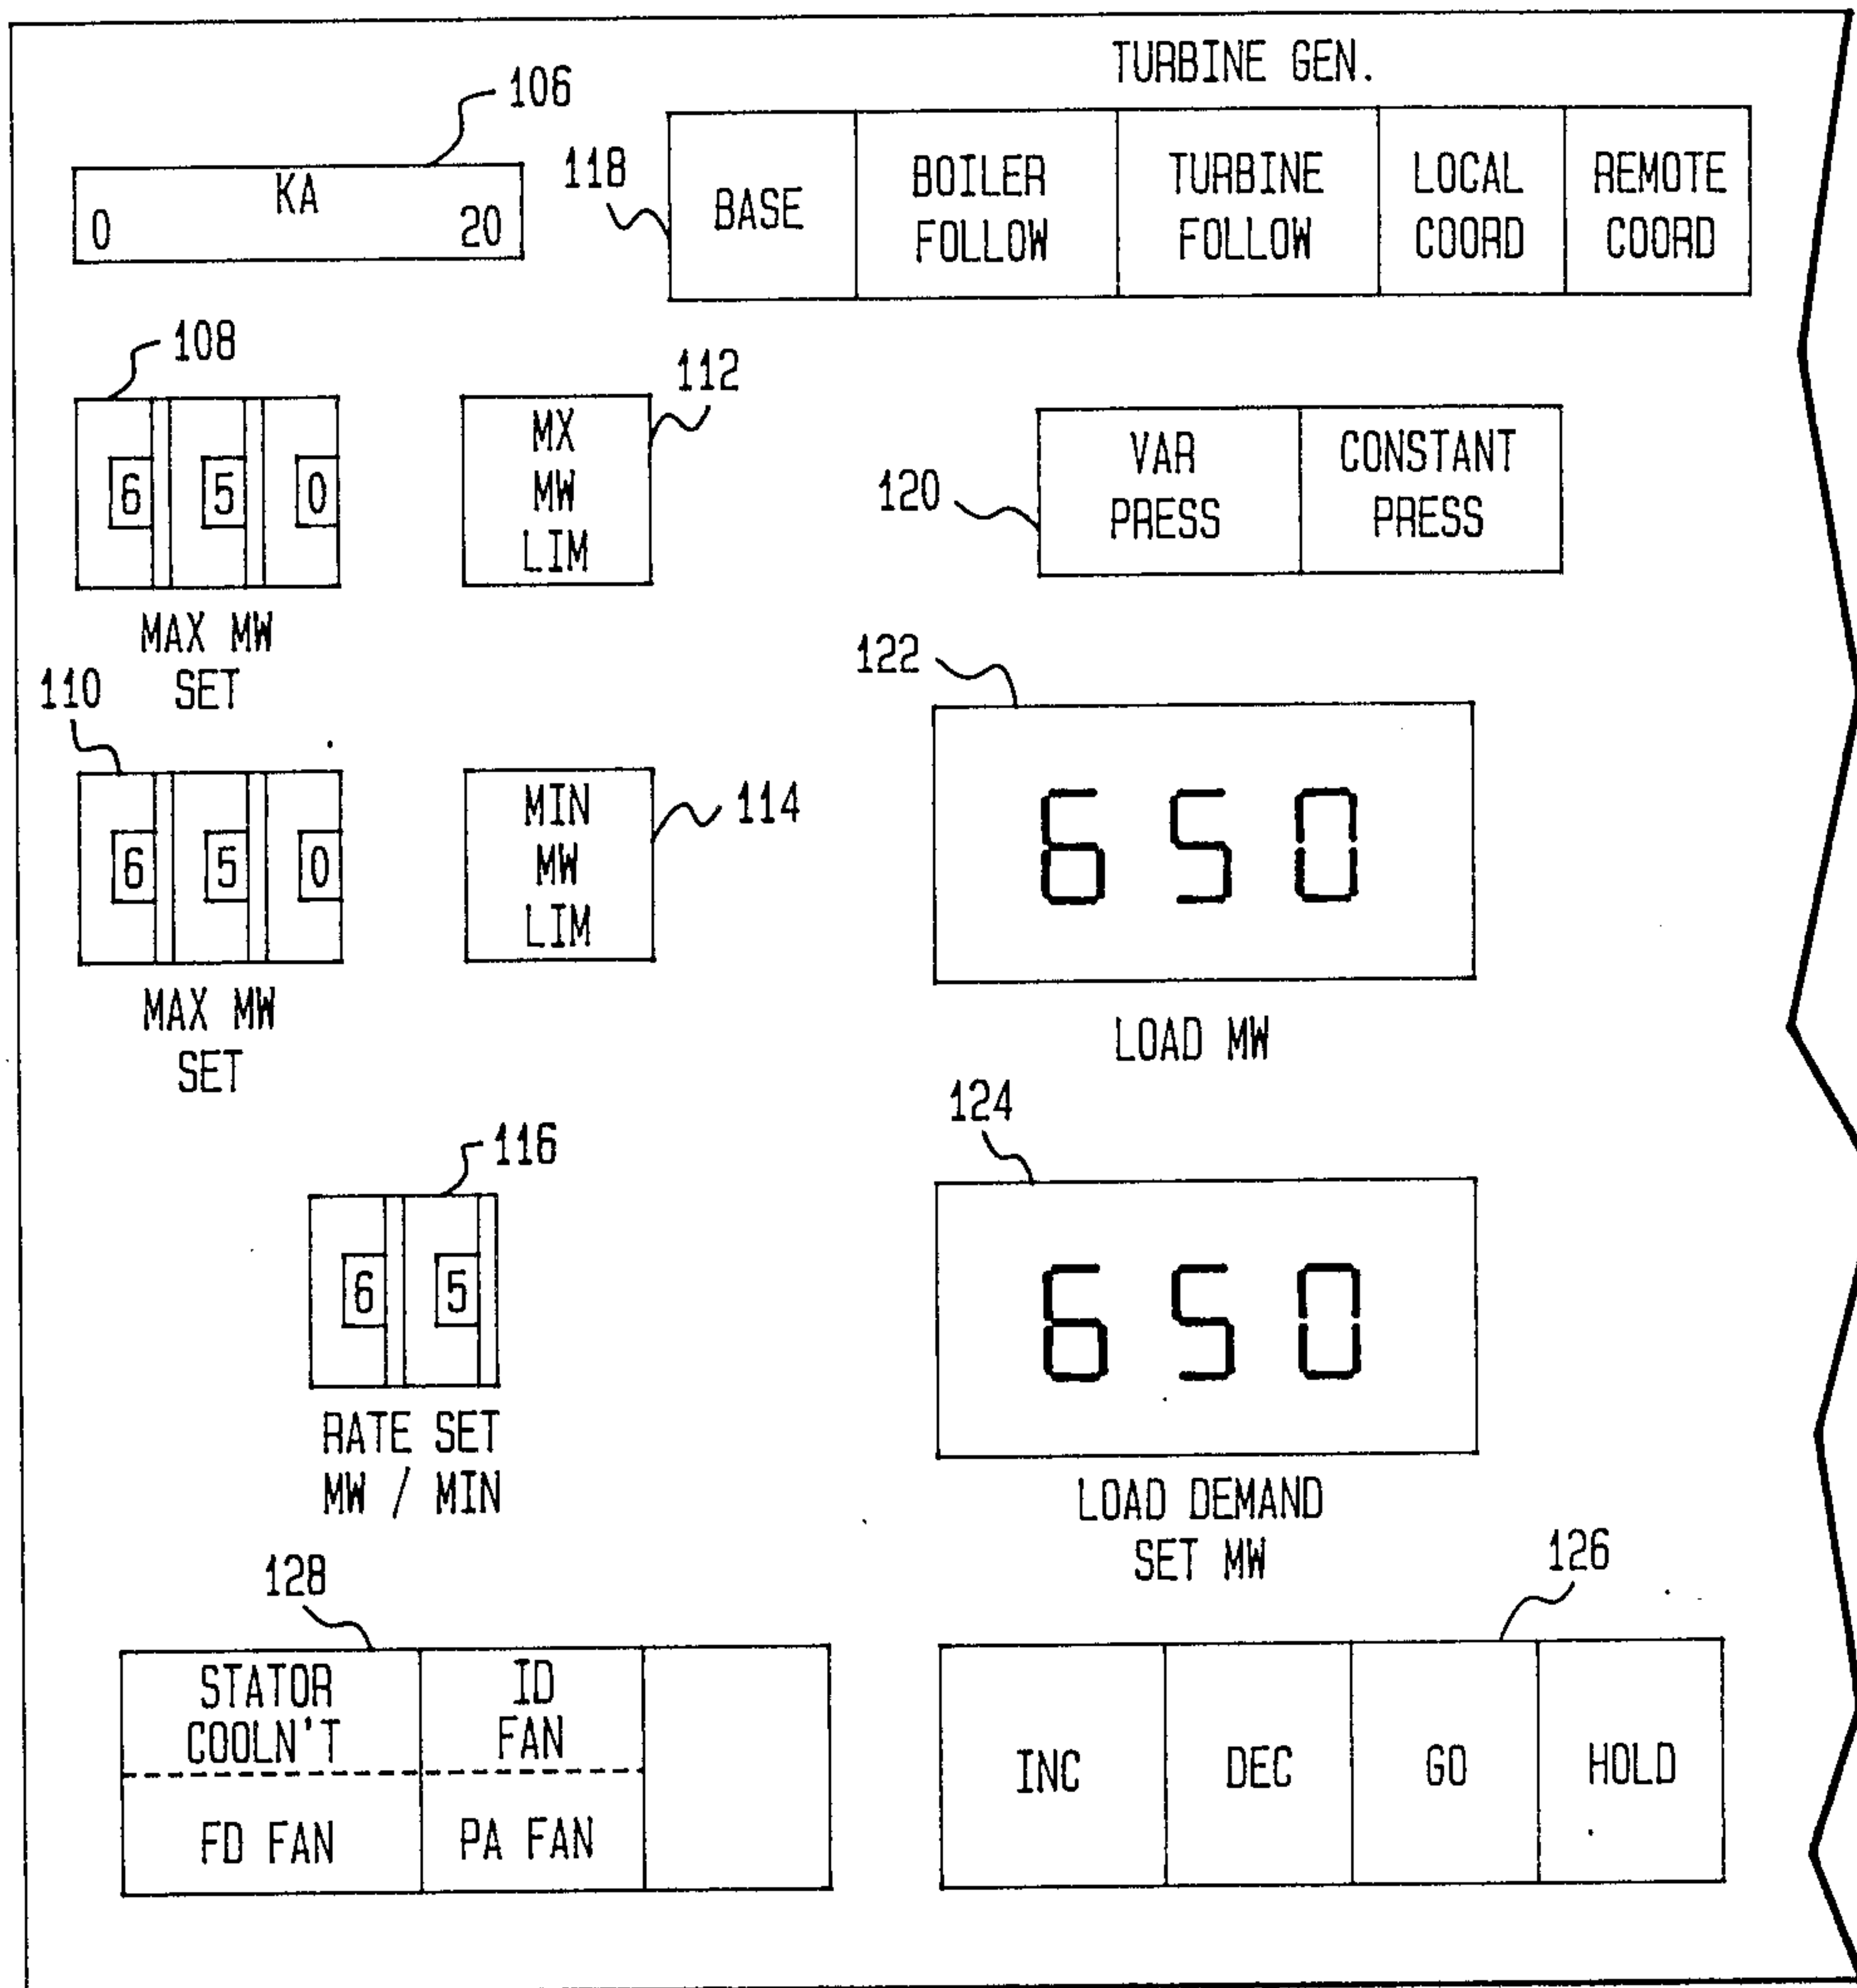 TURBINE GEN.
106
KA
0 20
118
BASE
BOILER
FOLLOW
TURBINE
FOLLOW
LOCAL
COORD
REMOTE
COORD
108
6 5 0
MAX MW
SET
112
MX
MW
LIM
120
VAR
PRESS
CONSTANT
PRESS
110
6 5 0
MAX MW
SET
114
MIN
MW
LIM
122
650
LOAD MW
116
6 5
RATE SET
MW / MIN
124
650
LOAD DEMAND
SET MW
128
STATOR
COOLN'T
ID
FAN
FD FAN
PA FAN
126
INC
DEC
GO
HOLD